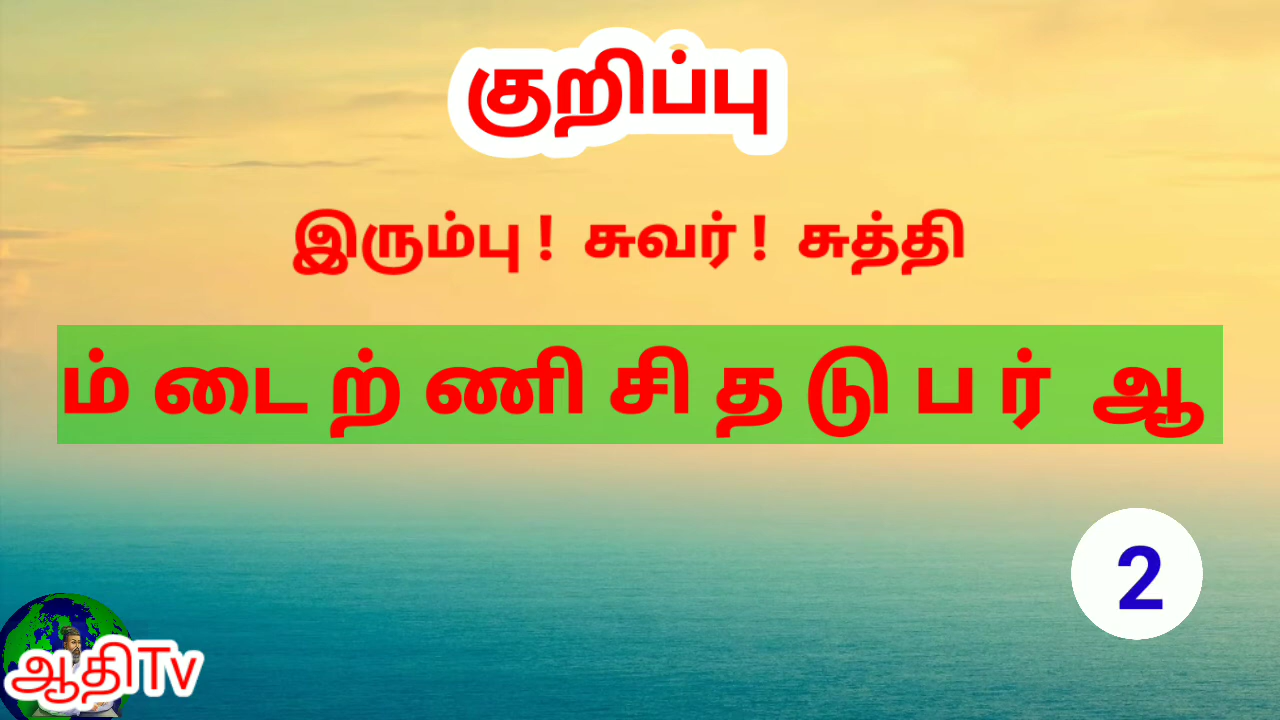 குறிப்பு
இரும்பு ! சுவர் ! சுத்தி
ம் டை ற் ணி சி த டு ப ர் ஆ
2
ஆதிTv